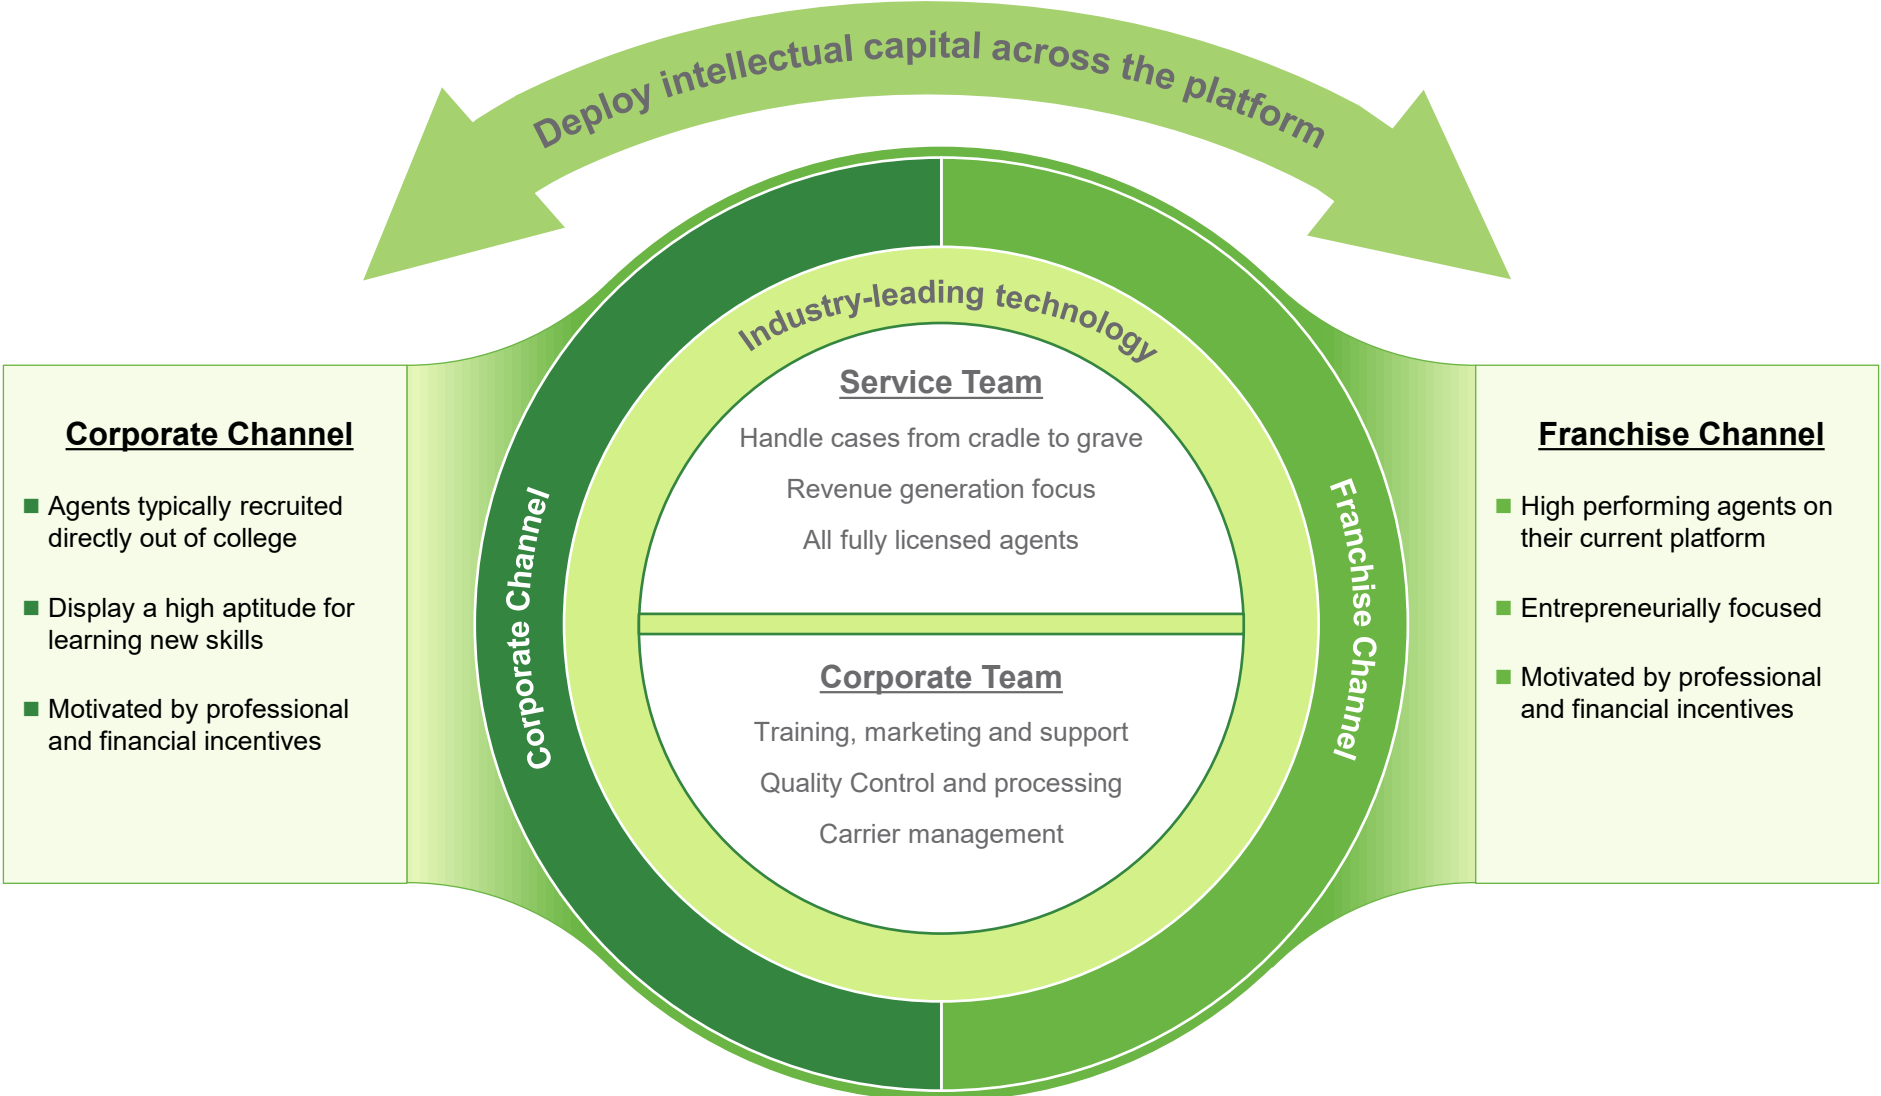 Deploy intellectual capital across the platform
Industry-leading technology
Service Team
Handle cases from cradle to grave
Revenue generation focus
All fully licensed agents
Corporate Team
Training, marketing and support
Quality Control and processing
Carrier management
Corporate Channel
Franchise Channel
Corporate Channel
■ Agents typically recruited
directly out of college
■ Display a high aptitude for
learning new skills
■ Motivated by professional
and financial incentives
Franchise Channel
■ High performing agents on
their current platform
■ Entrepreneurially focused
■ Motivated by professional
and financial incentives